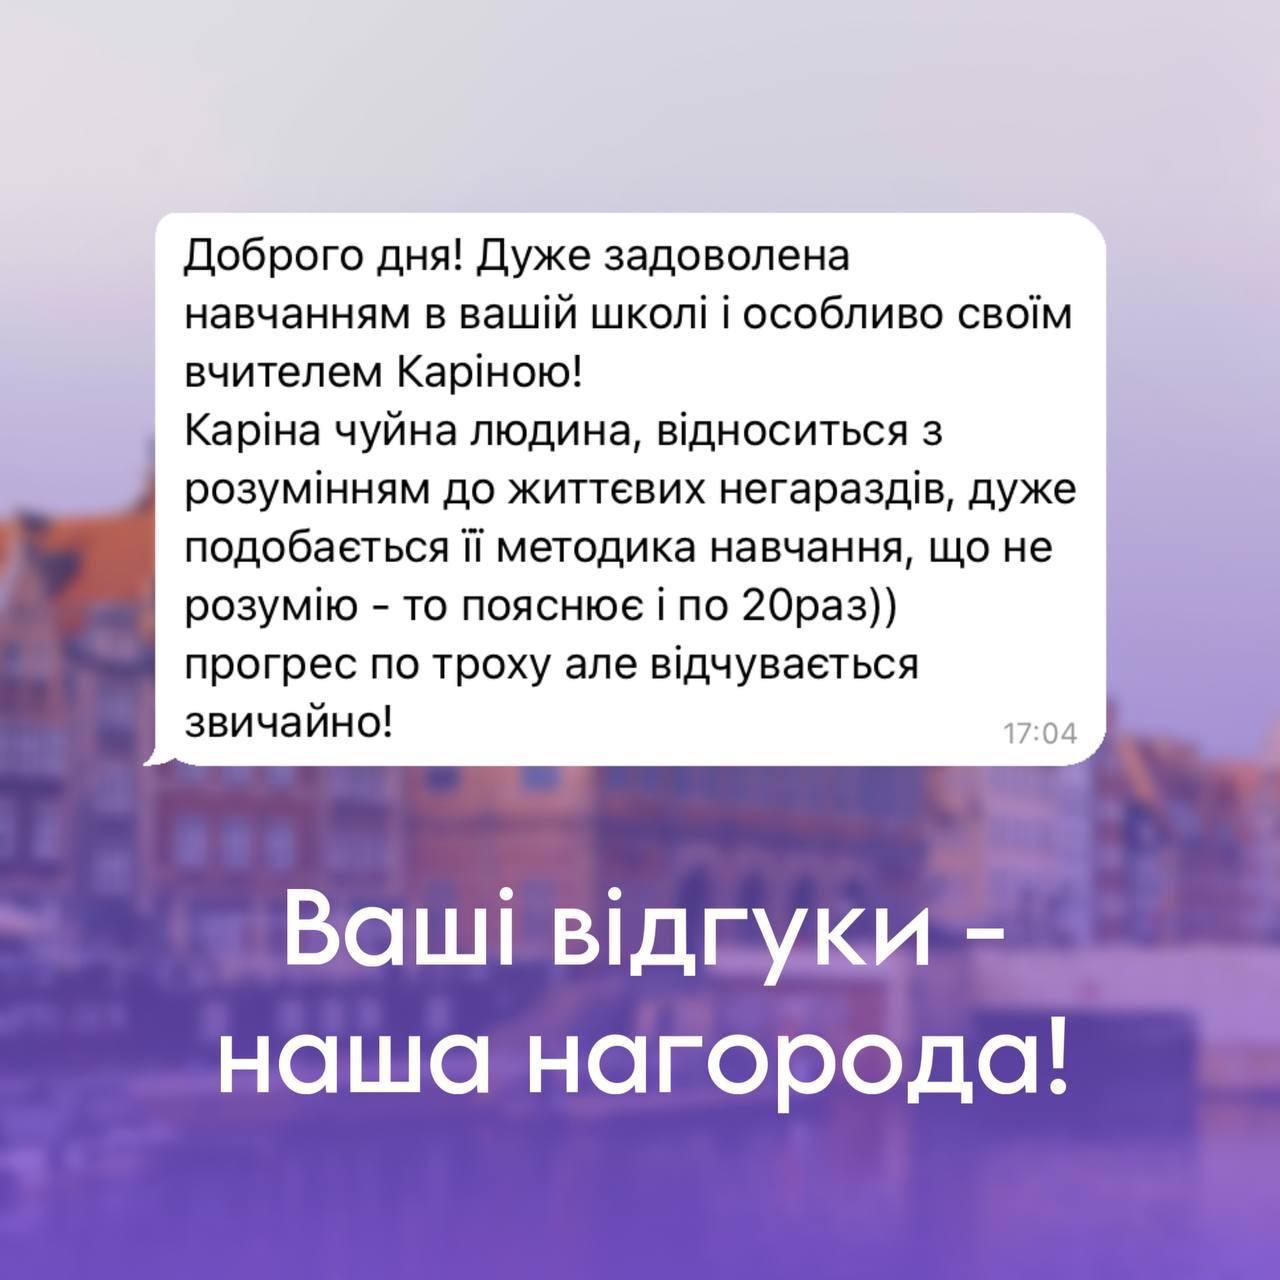 Доброго дня! Дуже задоволена
навчанням в вашій школі і особливо своїм
вчителем Каріною!
Каріна чуйна людина, відноситься з
розумінням до життєвих негараздів, дуже
подобається її методика навчання, що не
розумію - то пояснює і по 20раз))
прогрес по троху але відчувається
звичайно!
17:04
Ваші відгуки -
наша нагорода!